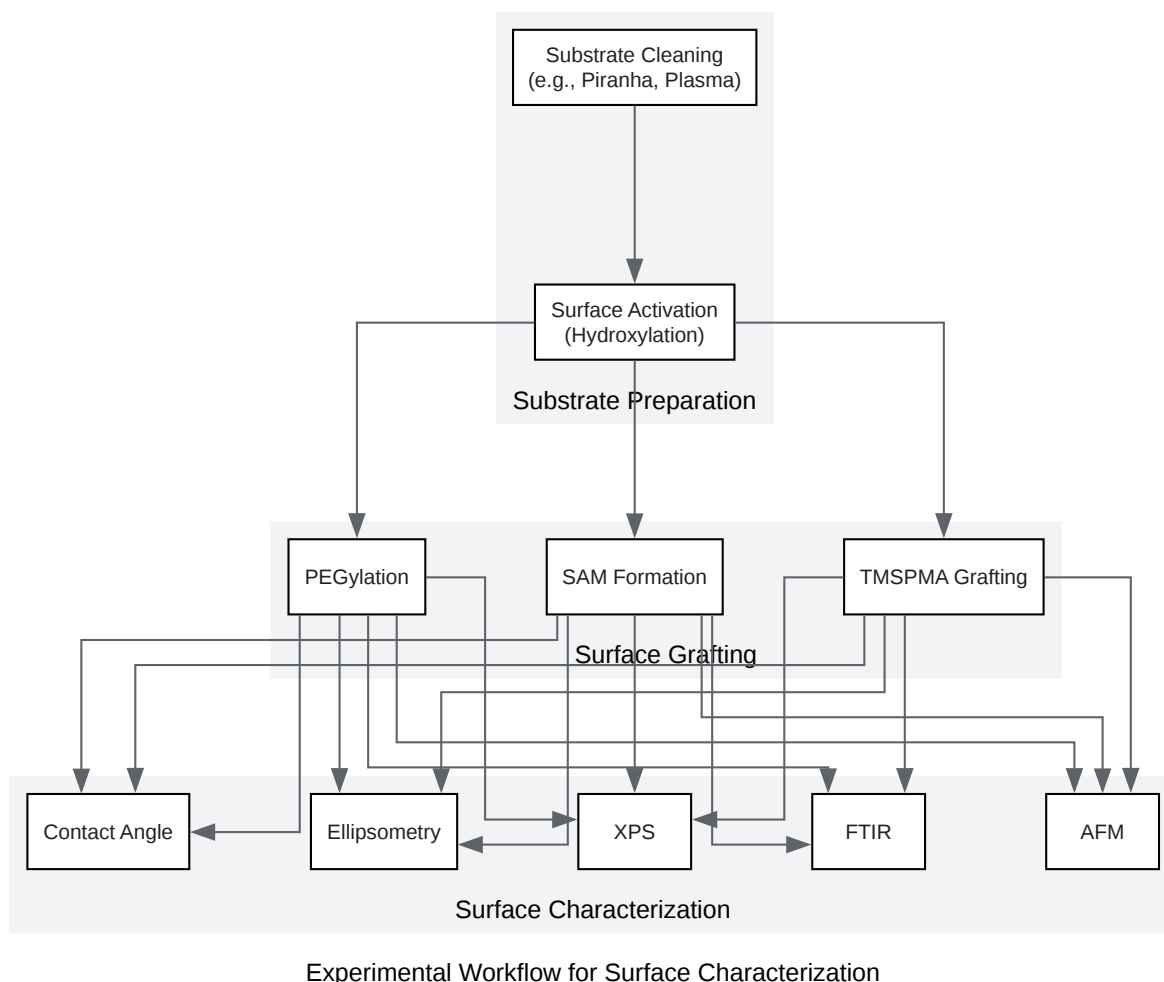 Substrate Cleaning
(e.g., Piranha, Plasma)
Surface Activation
(Hydroxylation)
Substrate Preparation
PEGylation
SAM Formation
TMSPMA Grafting
Surface Grafting
Contact Angle
Ellipsometry
XPS
FTIR
AFM
Surface Characterization
Experimental Workflow for Surface Characterization